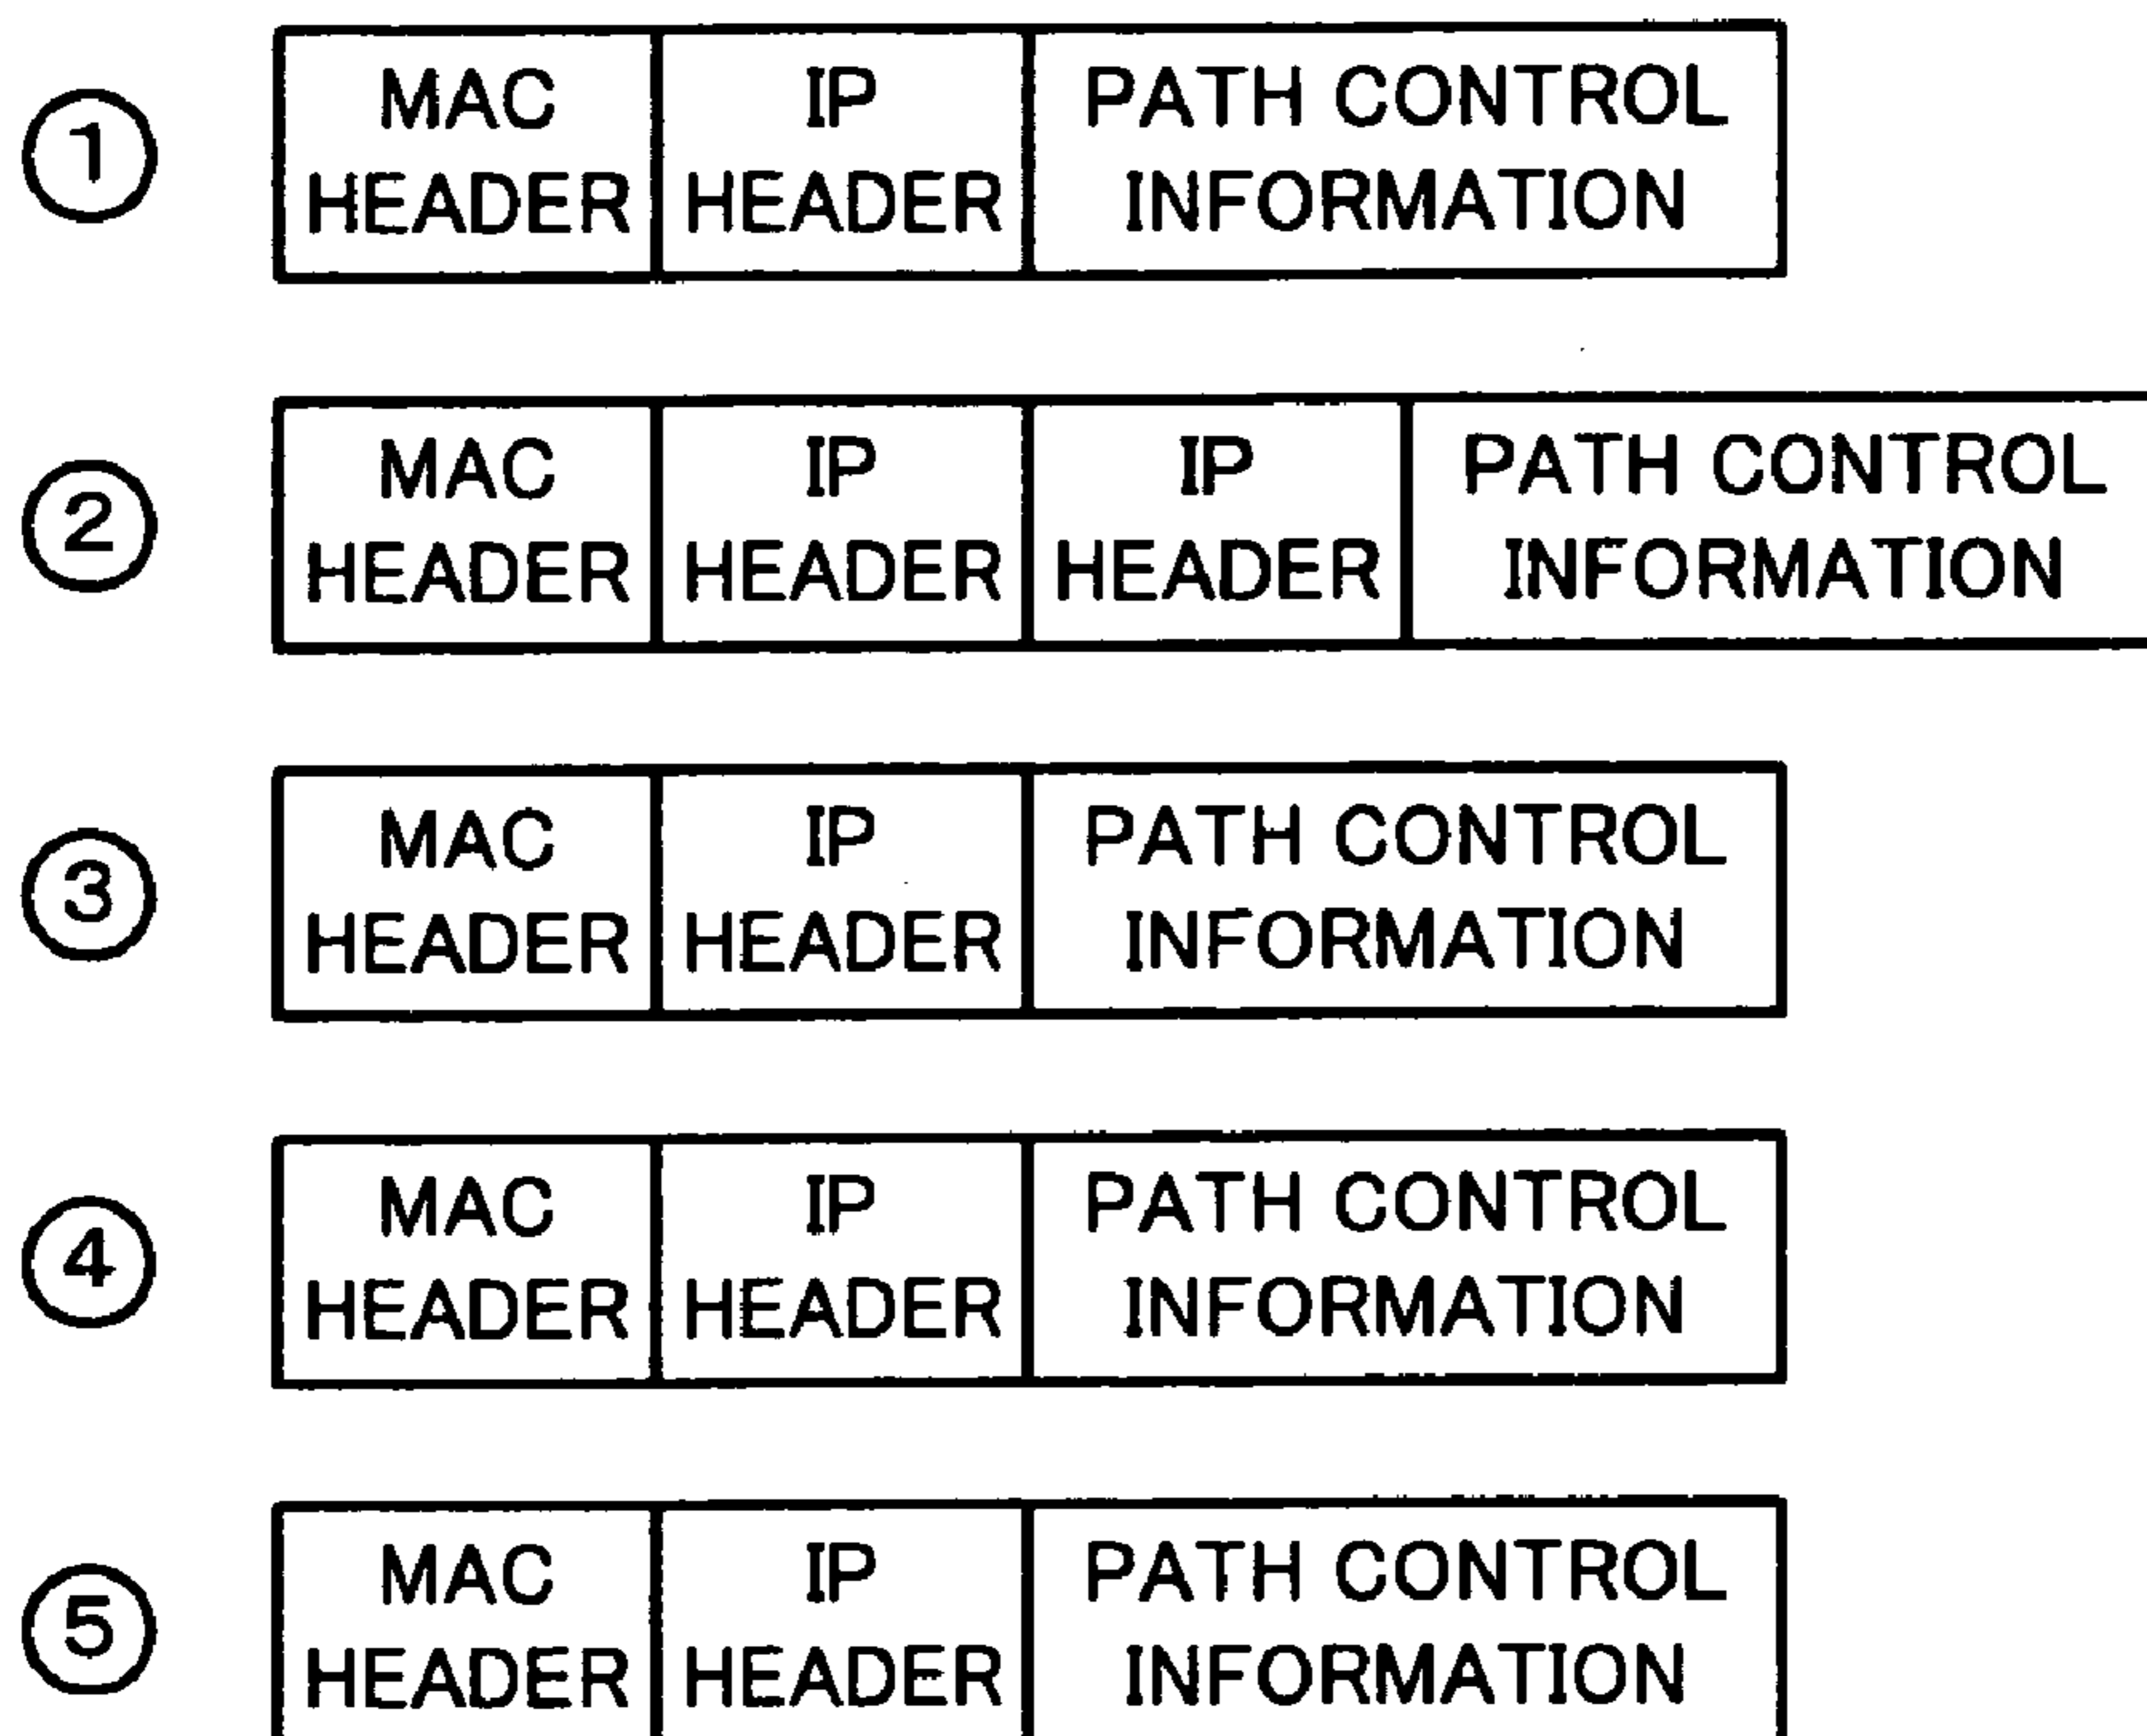 ① MAC HEADER IP HEADER PATH CONTROL INFORMATION
② MAC HEADER IP HEADER IP HEADER PATH CONTROL INFORMATION
③ MAC HEADER IP HEADER PATH CONTROL INFORMATION
④ MAC HEADER IP HEADER PATH CONTROL INFORMATION
⑤ MAC HEADER IP HEADER PATH CONTROL INFORMATION